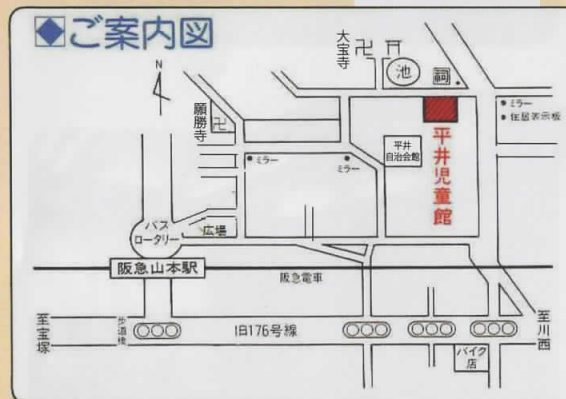 ◆ご案内図
N
大宝寺
卍
池
祠
願勝寺
卍
ミラー
住居表示板
平井自治会館
平井児童館
ミラー
ミラー
バスロータリー
広場
阪急山本駅
阪急電車
至宝塚
歩道橋
旧176号線
至川西
バイク店